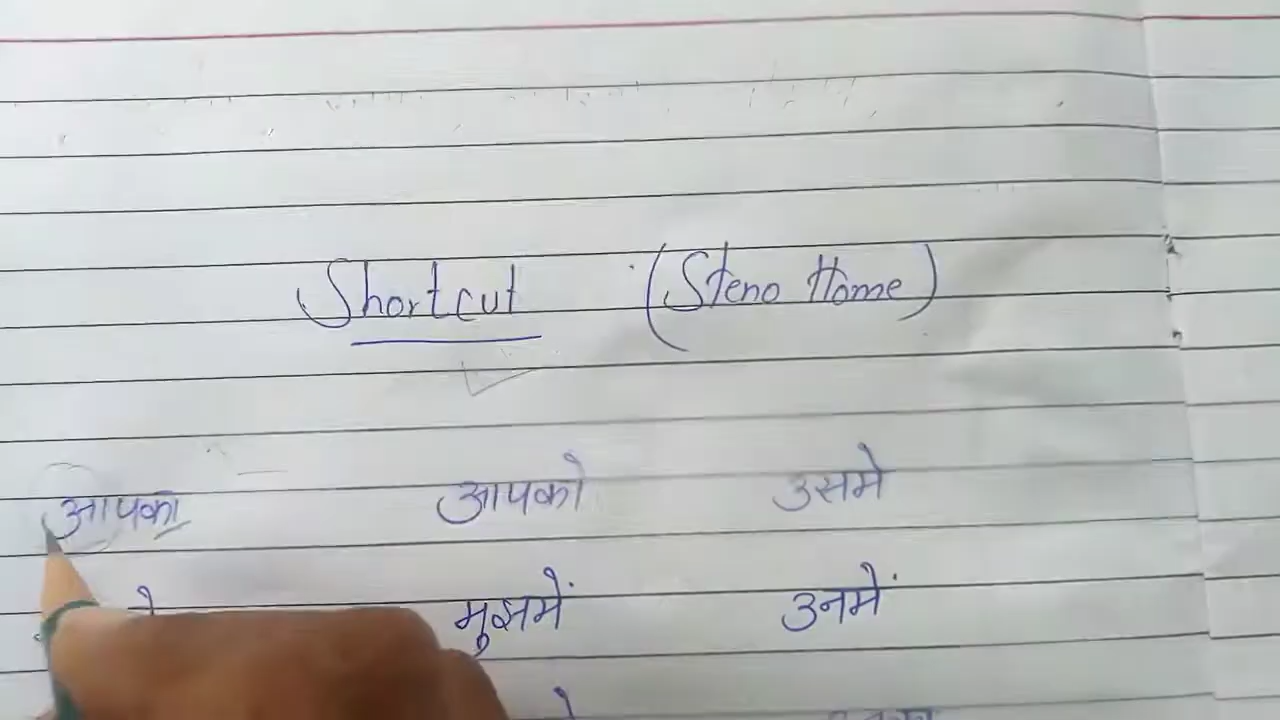 Shortcut (Steno Home)
आपका आपको उसमे
मुझमें उनमें